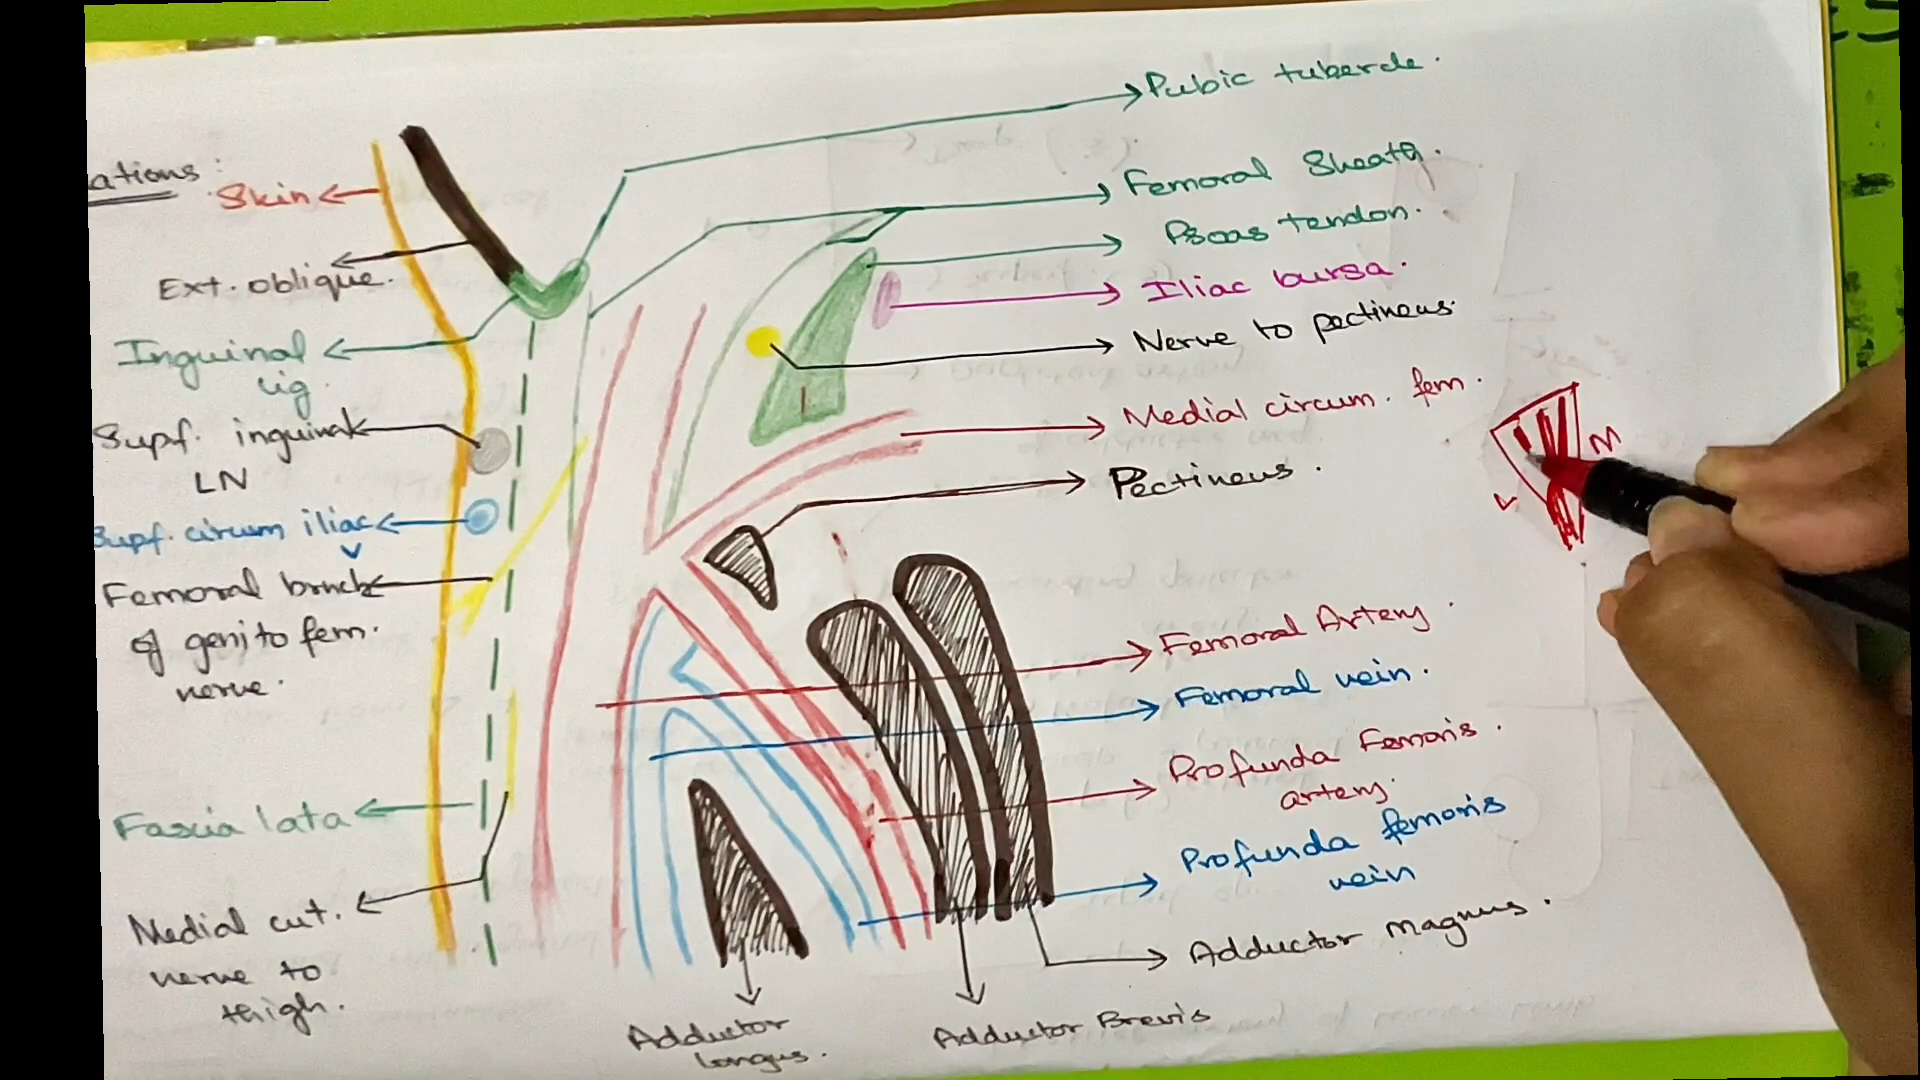 ations:
Skin
Ext. oblique.
Inguinal
lig.
Supf. inguinal
LN
Supf. circum iliac
v
Femoral branch
of genito fem.
nerve.
Fascia lata
Medial cut.
nerve to
thigh.
Pubic tubercle.
Femoral Sheath.
Psoas tendon.
Iliac bursa.
Nerve to pectineus.
Medial circum. fem.
Pectineus.
Femoral Artery.
Femoral vein.
Profunda Femoris.
artery.
Profunda femoris
vein
Adductor Magnus.
Adductor Brevis
Adductor
longus.
M
L